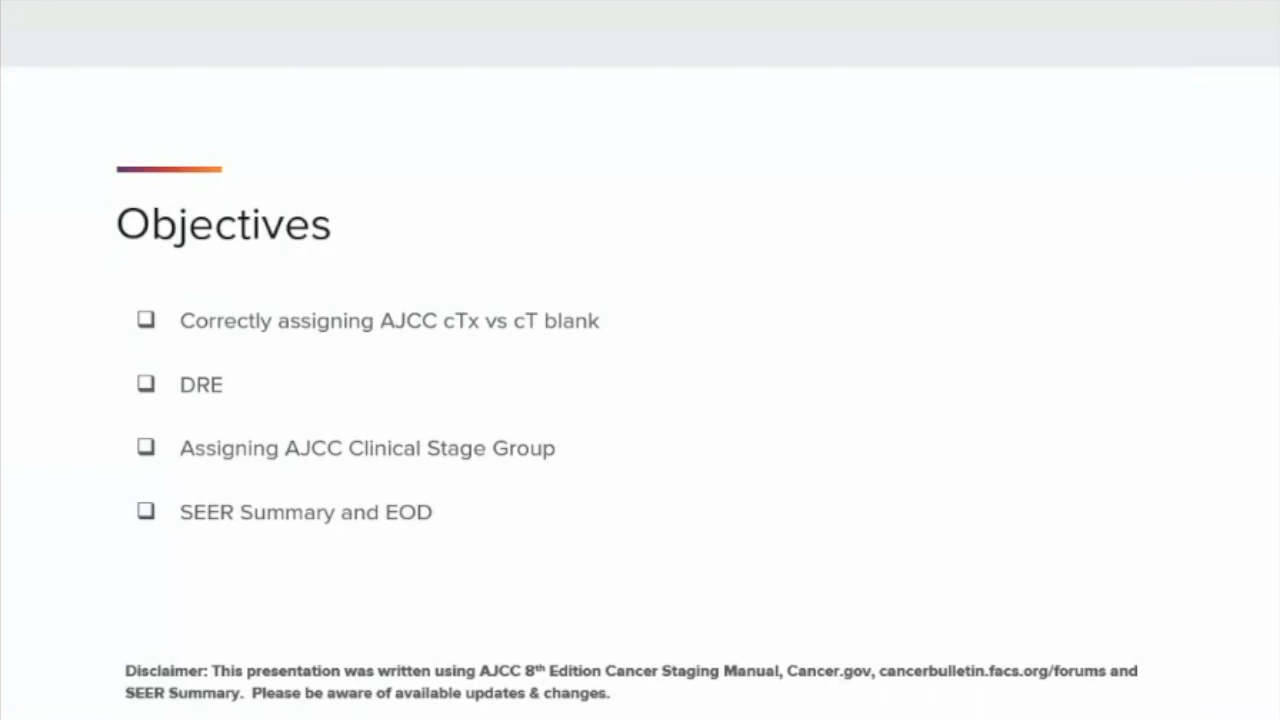 Objectives
❑ Correctly assigning AJCC cTx vs cT blank
❑ DRE
❑ Assigning AJCC Clinical Stage Group
❑ SEER Summary and EOD
Disclaimer: This presentation was written using AJCC 8th Edition Cancer Staging Manual, Cancer.gov, cancerbulletin.facs.org/forums and
SEER Summary.  Please be aware of available updates & changes.